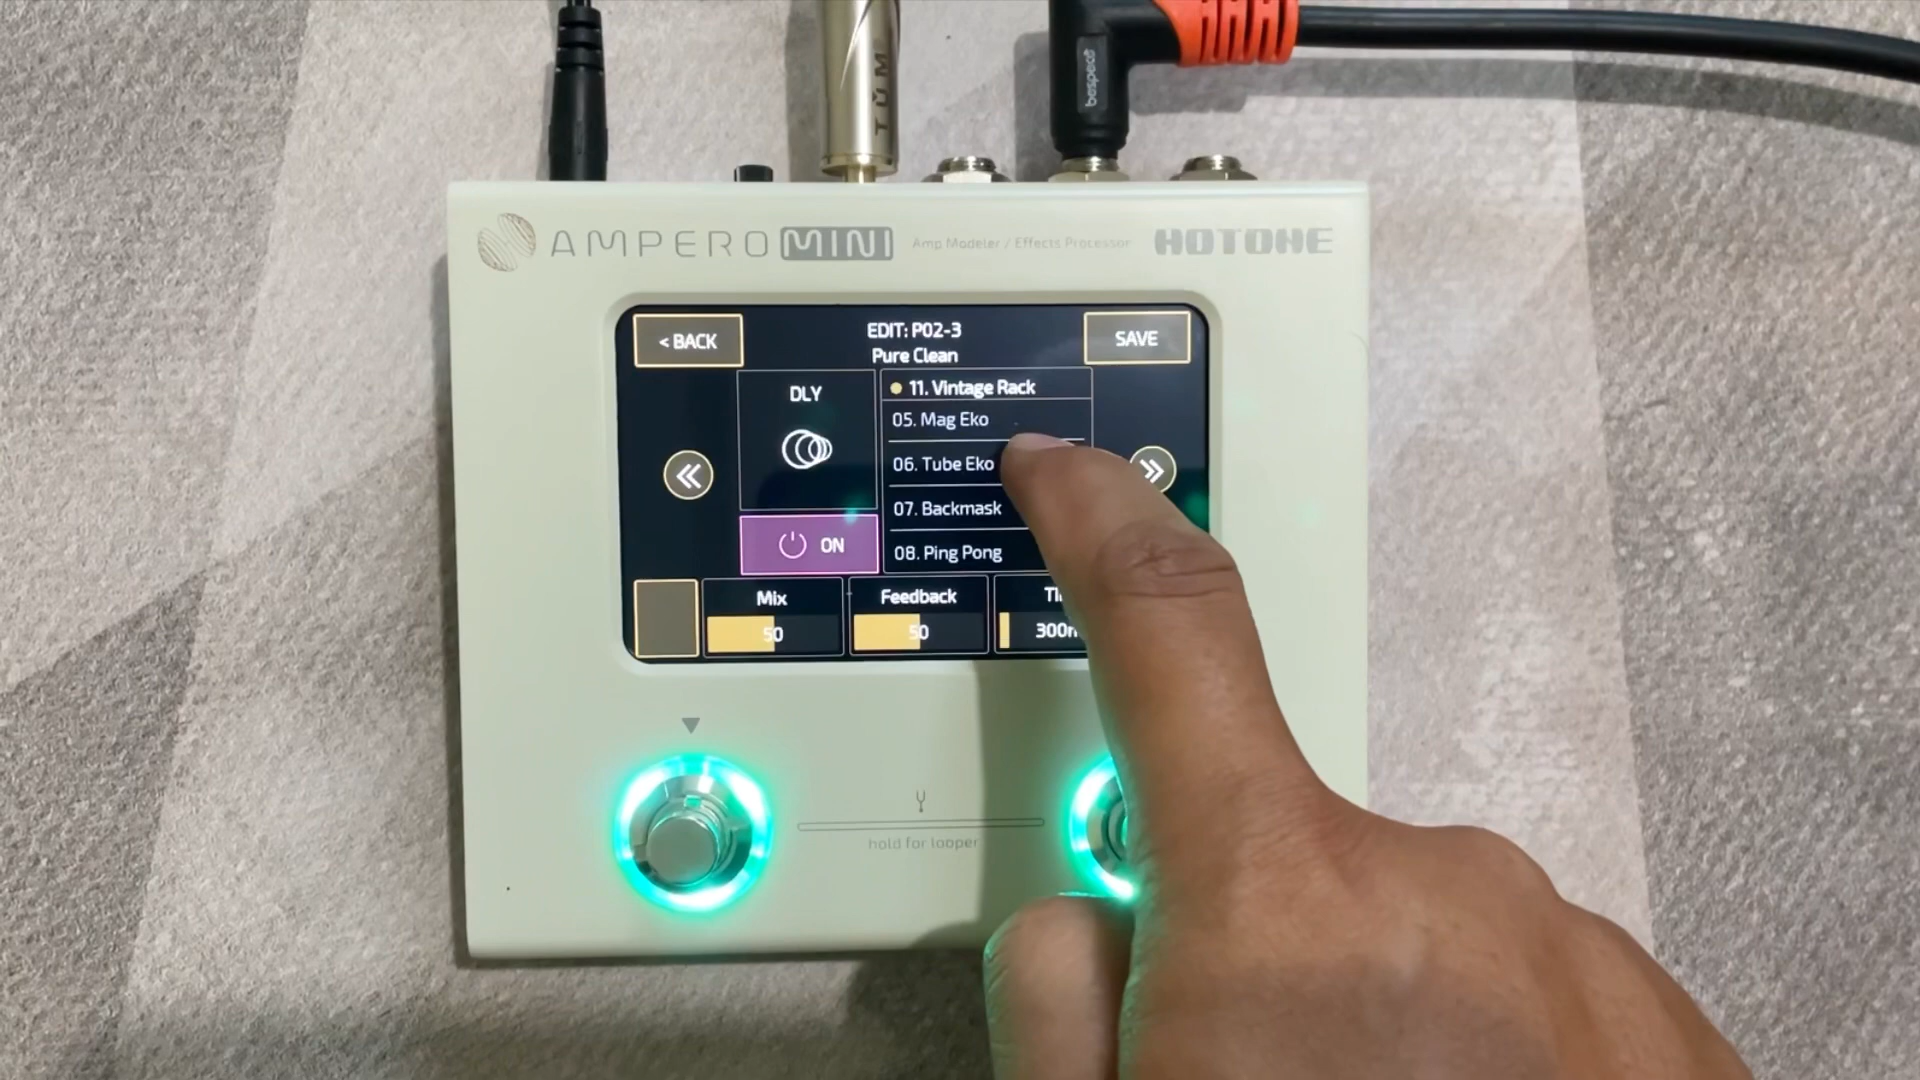 TÜM
bespeco
AMPERO MINI Amp Modeler / Effects Processor HOTONE
< BACK
EDIT: P02-3
Pure Clean
SAVE
DLY
ON
11. Vintage Rack
05. Mag Eko
06. Tube Eko
07. Backmask
08. Ping Pong
Mix
50
Feedback
50
hold for looper